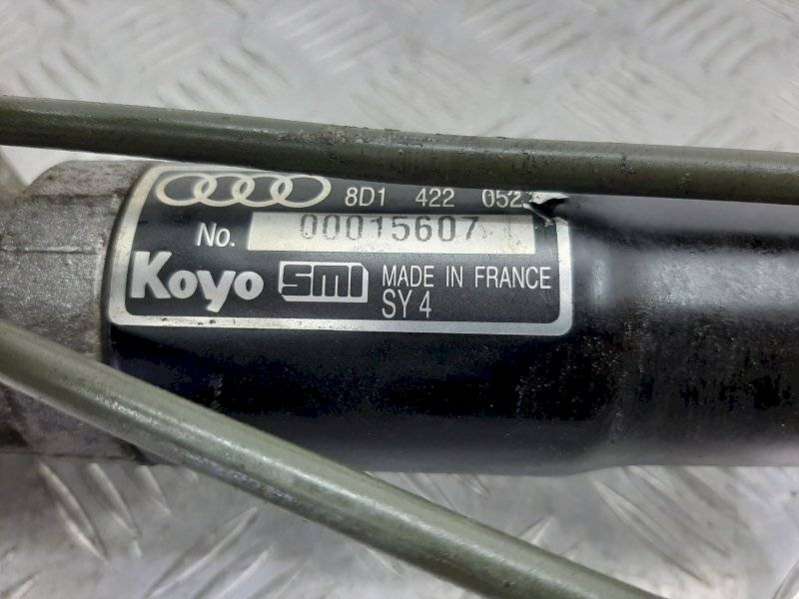 8D1 422 052
No. 00015607
Koyo smi MADE IN FRANCE
SY 4